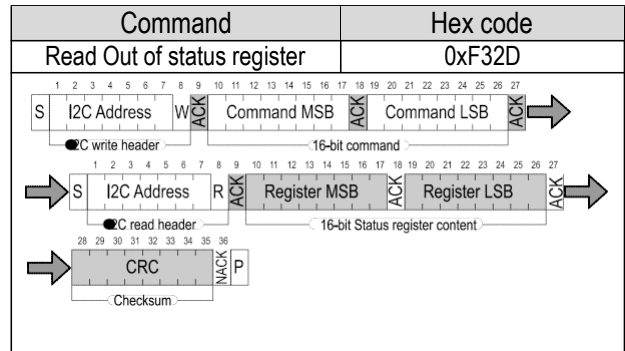 Command Hex code
Read Out of status register 0xF32D
1 2 3 4 5 6 7 8 9 10 11 12 13 14 15 16 17 18 19 20 21 22 23 24 25 26 27
S I2C Address W ACK Command MSB ACK Command LSB ACK
I2C write header 16-bit command
1 2 3 4 5 6 7 8 9 10 11 12 13 14 15 16 17 18 19 20 21 22 23 24 25 26 27
S I2C Address R ACK Register MSB ACK Register LSB ACK
I2C read header 16-bit Status register content
28 29 30 31 32 33 34 35 36
CRC NACK P
Checksum